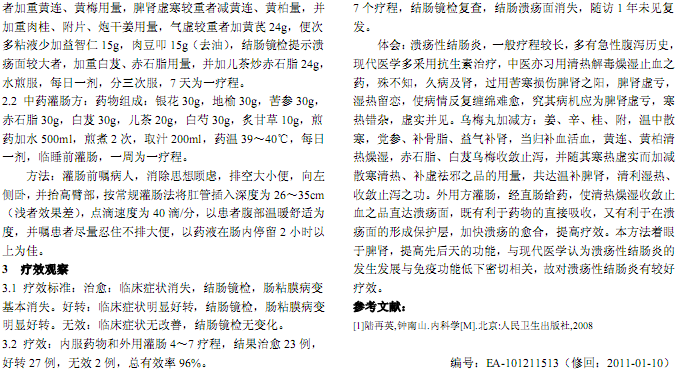 者加重黄连、黄梅用量，脾肾虚寒较重者减黄连、黄柏量，并
加重肉桂、附片、炮干姜用量，气虚较重者加黄芪 24g，便次
多粘液少加益智仁 15g，肉豆叩 15g（去油），结肠镜检提示溃
疡面较大者，加重白芨、赤石脂用量，并加儿茶炒赤石脂 24g，
水煎服，每日一剂，分三次服，7 天为一疗程。
2.2 中药灌肠方：药物组成：银花 30g，地榆 30g，苦参 30g，
赤石脂 30g，白芨 30g，儿茶 20g，白芍 30g，炙甘草 10g，煎
药加水 500ml，煎煮 2 次，取汁 200ml，药温 39～40℃，每日
一剂，临睡前灌肠，一周为一疗程。
方法：灌肠前嘱病人，消除思想顾虑，排空大小便，向左
侧卧，并抬高臀部，按常规灌肠法将肛管插入深度为 26～35cm
（浅者效果差），点滴速度为 40 滴/分，以患者腹部温暖舒适为
度，并嘱患者尽量忍住不排大便，以药液在肠内停留 2 小时以
上为佳。
3 疗效观察
3.1 疗效标准：治愈：临床症状消失，结肠镜检，肠粘膜病变
基本消失。好转：临床症状明显好转，结肠镜检，肠粘膜病变
明显好转。无效：临床症状无改善，结肠镜检无变化。
3.2 疗效：内服药物和外用灌肠 4～7 疗程，结果治愈 23 例，
好转 27 例，无效 2 例，总有效率 96%。
7 个疗程，结肠镜检复查，结肠溃疡面消失，随访 1 年未见复
发。
体会：溃疡性结肠炎，一般疗程较长，多有急性腹泻历史，
现代医学多采用抗生素治疗，中医亦习用清热解毒燥湿止血之
药，殊不知，久病及肾，过用苦寒损伤脾肾之阳，脾肾虚亏，
湿热留恋，使病情反复缠绵难愈，究其病机应为脾肾虚亏，寒
热错杂，虚实并见。乌梅丸加减方：姜、辛、桂、附，温中散
寒，党参、补骨脂、益气补肾，当归补血活血，黄连、黄柏清
热燥湿，赤石脂、白芨乌梅收敛止泻，并随其寒热虚实而加减
散寒清热、补虚祛邪之品的用量，共达温补脾肾，清利湿热、
收敛止泻之功。外用方灌肠，经直肠给药，使清热燥湿收敛止
血之品直达溃疡面，既有利于药物的直接吸收，又有利于在溃
疡面的形成保护层，加快溃疡的愈合，提高疗效。本方法着眼
于脾肾，提高先后天的功能，与现代医学认为溃疡性结肠炎的
发生发展与免疫功能低下密切相关，故对溃疡性结肠炎有较好
疗效。
参考文献：
[1]陆再英,钟南山.内科学[M].北京:人民卫生出版社,2008
编号：EA-101211513（修回：2011-01-10）